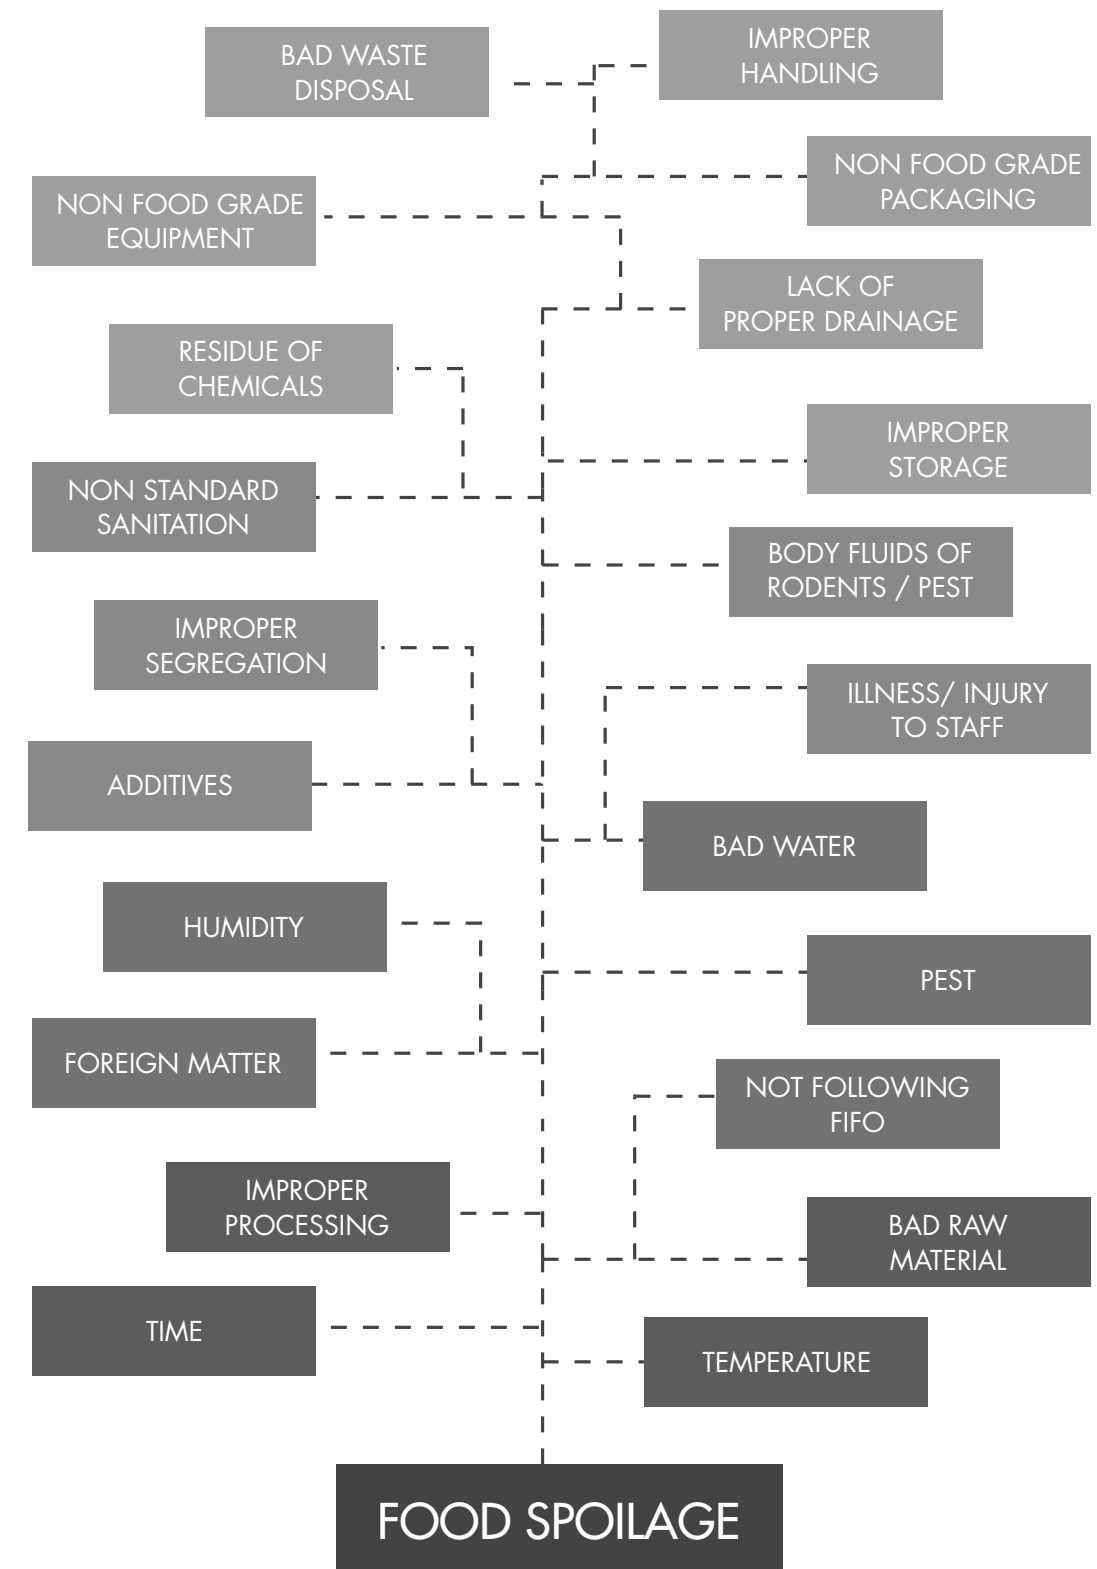 BAD WASTE
DISPOSAL
IMPROPER
HANDLING
NON FOOD GRADE
PACKAGING
NON FOOD GRADE
EQUIPMENT
LACK OF
PROPER DRAINAGE
RESIDUE OF
CHEMICALS
IMPROPER
STORAGE
NON STANDARD
SANITATION
BODY FLUIDS OF
RODENTS / PEST
IMPROPER
SEGREGATION
ILLNESS/ INJURY
TO STAFF
ADDITIVES
BAD WATER
HUMIDITY
PEST
FOREIGN MATTER
NOT FOLLOWING
FIFO
IMPROPER
PROCESSING
BAD RAW
MATERIAL
TIME
TEMPERATURE
FOOD SPOILAGE